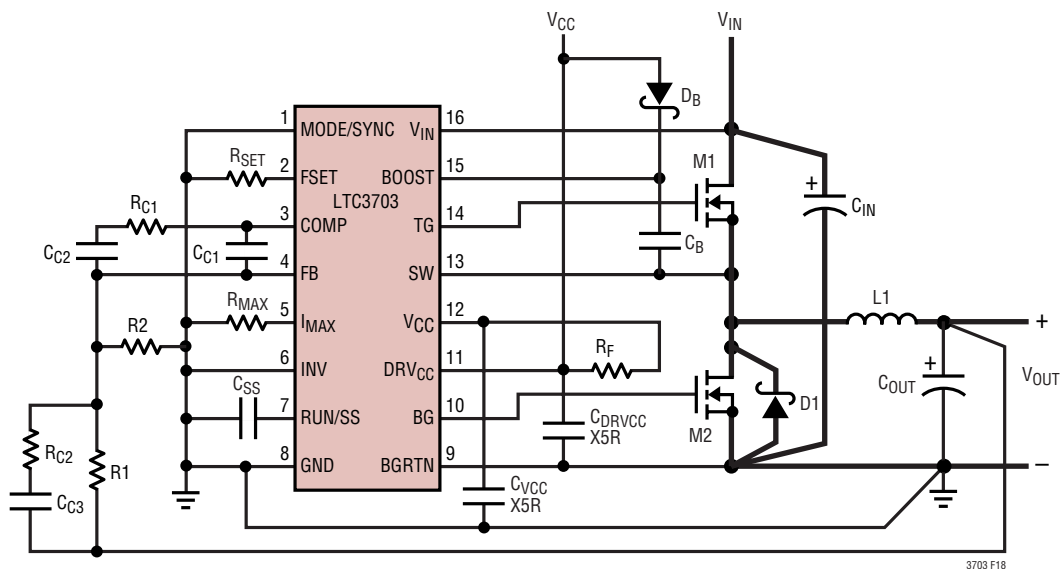 VCC
VIN
DB
1 MODE/SYNC VIN 16
RSET
2 FSET BOOST 15
LTC3703
M1
+
CIN
RC1
3 COMP TG 14
CC2
CC1
CB
4 FB SW 13
L1
RMAX
5 IMAX VCC 12
+
R2
RF
6 INV DRVCC 11
+
COUT
VOUT
CSS
7 RUN/SS BG 10
D1
CDRVCC
X5R
M2
RC2
R1
8 GND BGRTN 9
–
CVCC
X5R
CC3
3703 F18